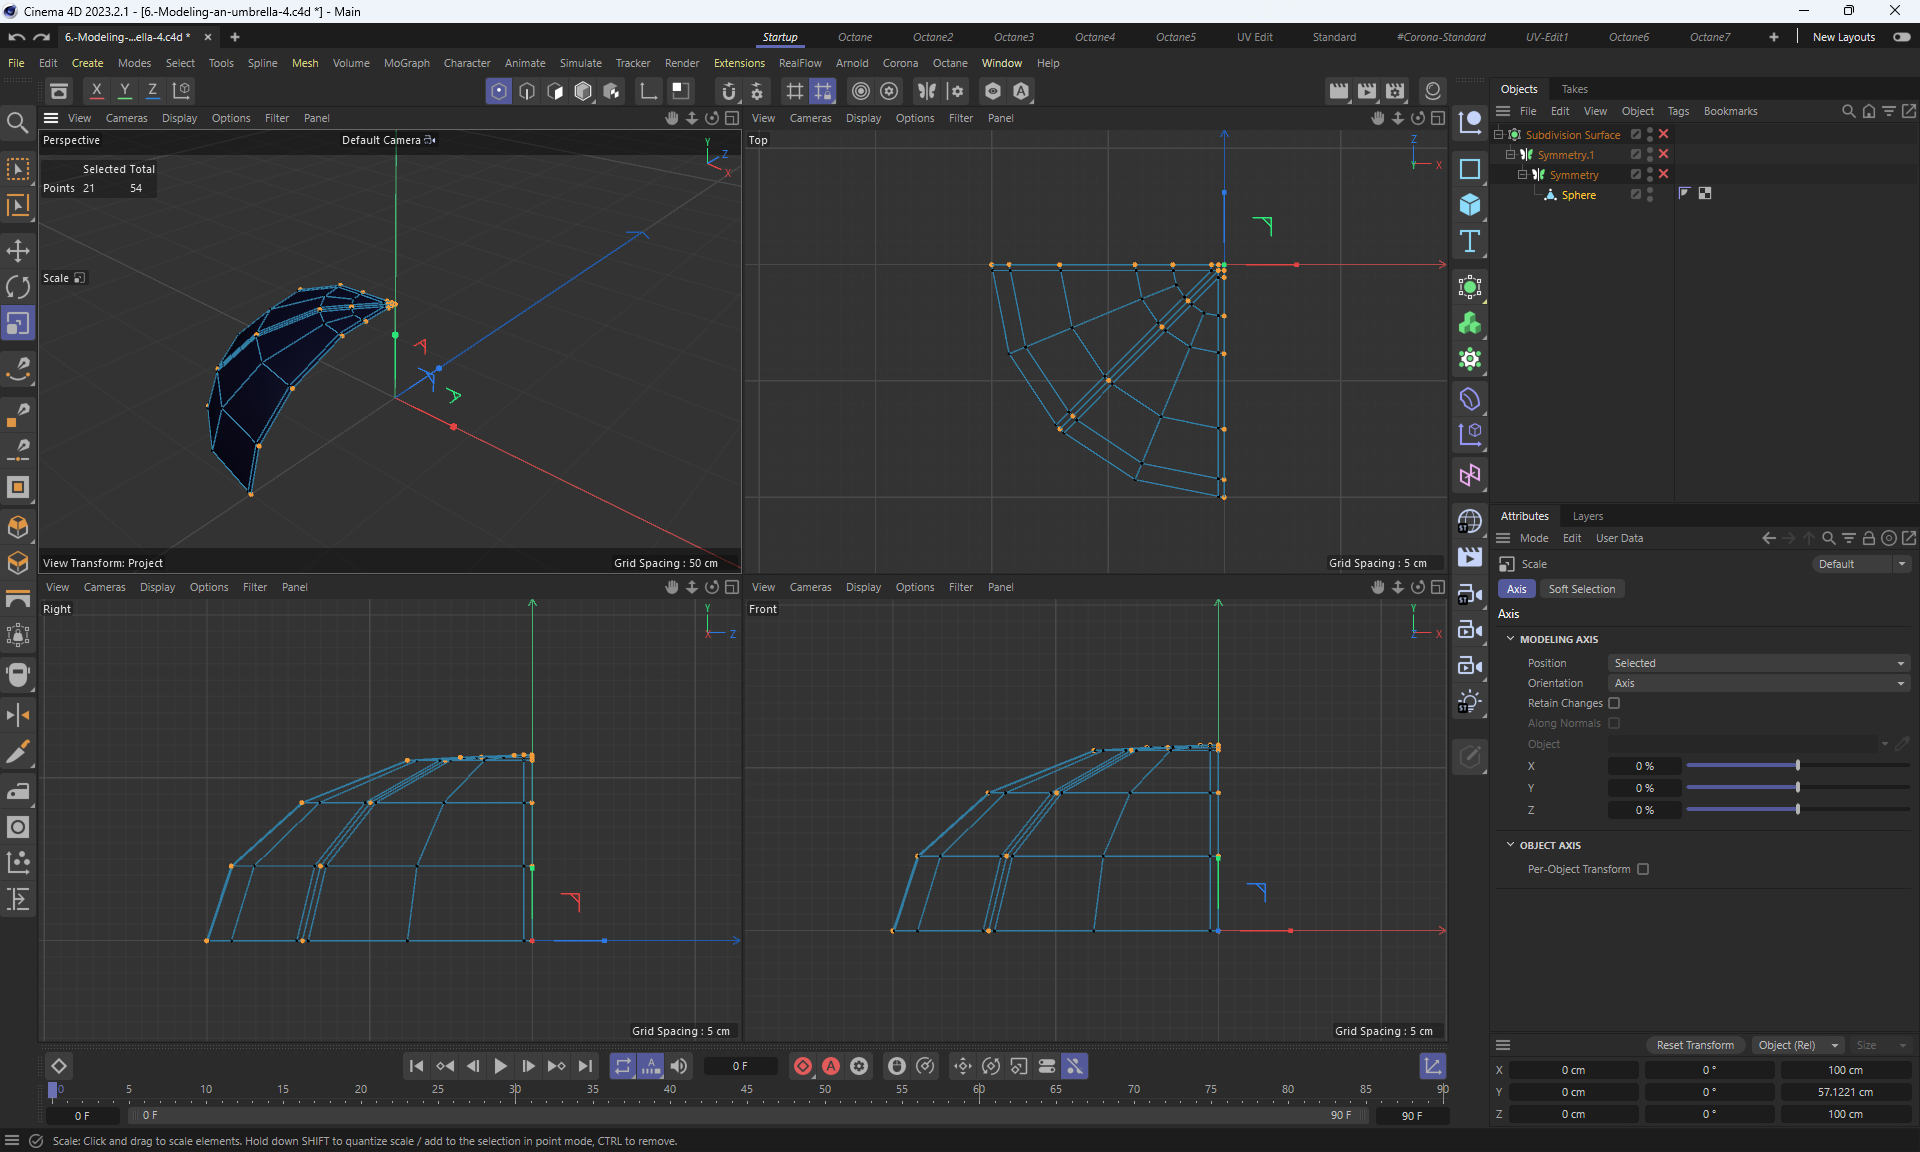 Cinema 4D 2023.2.1 - [6.-Modeling-an-umbrella-4.c4d *] - Main
6.-Modeling-...ella-4.c4d *
Startup Octane Octane2 Octane3 Octane4 Octane5 UV Edit Standard #Corona-Standard UV-Edit1 Octane6 Octane7 New Layouts
File Edit Create Modes Select Tools Spline Mesh Volume MoGraph Character Animate Simulate Tracker Render Extensions RealFlow Arnold Corona Octane Window Help
X Y Z
Objects Takes
File Edit View Object Tags Bookmarks
Subdivision Surface
Symmetry.1
Symmetry
Sphere
View Cameras Display Options Filter Panel
Perspective
Default Camera
Selected Total
Points 21 54
Scale
Y Z X
View Transform: Project
Grid Spacing : 50 cm
View Cameras Display Options Filter Panel
Top
Z
Y X
Grid Spacing : 5 cm
View Cameras Display Options Filter Panel
Right
Y
X Z
Grid Spacing : 5 cm
View Cameras Display Options Filter Panel
Front
Y
Z X
Grid Spacing : 5 cm
ST
ST
ST
Attributes Layers
Mode Edit User Data
Scale
Default
Axis Soft Selection
Axis
MODELING AXIS
Position Selected
Orientation Axis
Retain Changes
Along Normals
Object
X 0 %
Y 0 %
Z 0 %
OBJECT AXIS
Per-Object Transform
0 F
0 5 10 15 20 25 30 35 40 45 50 55 60 65 70 75 80 85 90
0 F 0 F 90 F 90 F
Reset Transform Object (Rel) Size
X 0 cm 0 ° 100 cm
Y 0 cm 0 ° 57.1221 cm
Z 0 cm 0 ° 100 cm
Scale: Click and drag to scale elements. Hold down SHIFT to quantize scale / add to the selection in point mode, CTRL to remove.